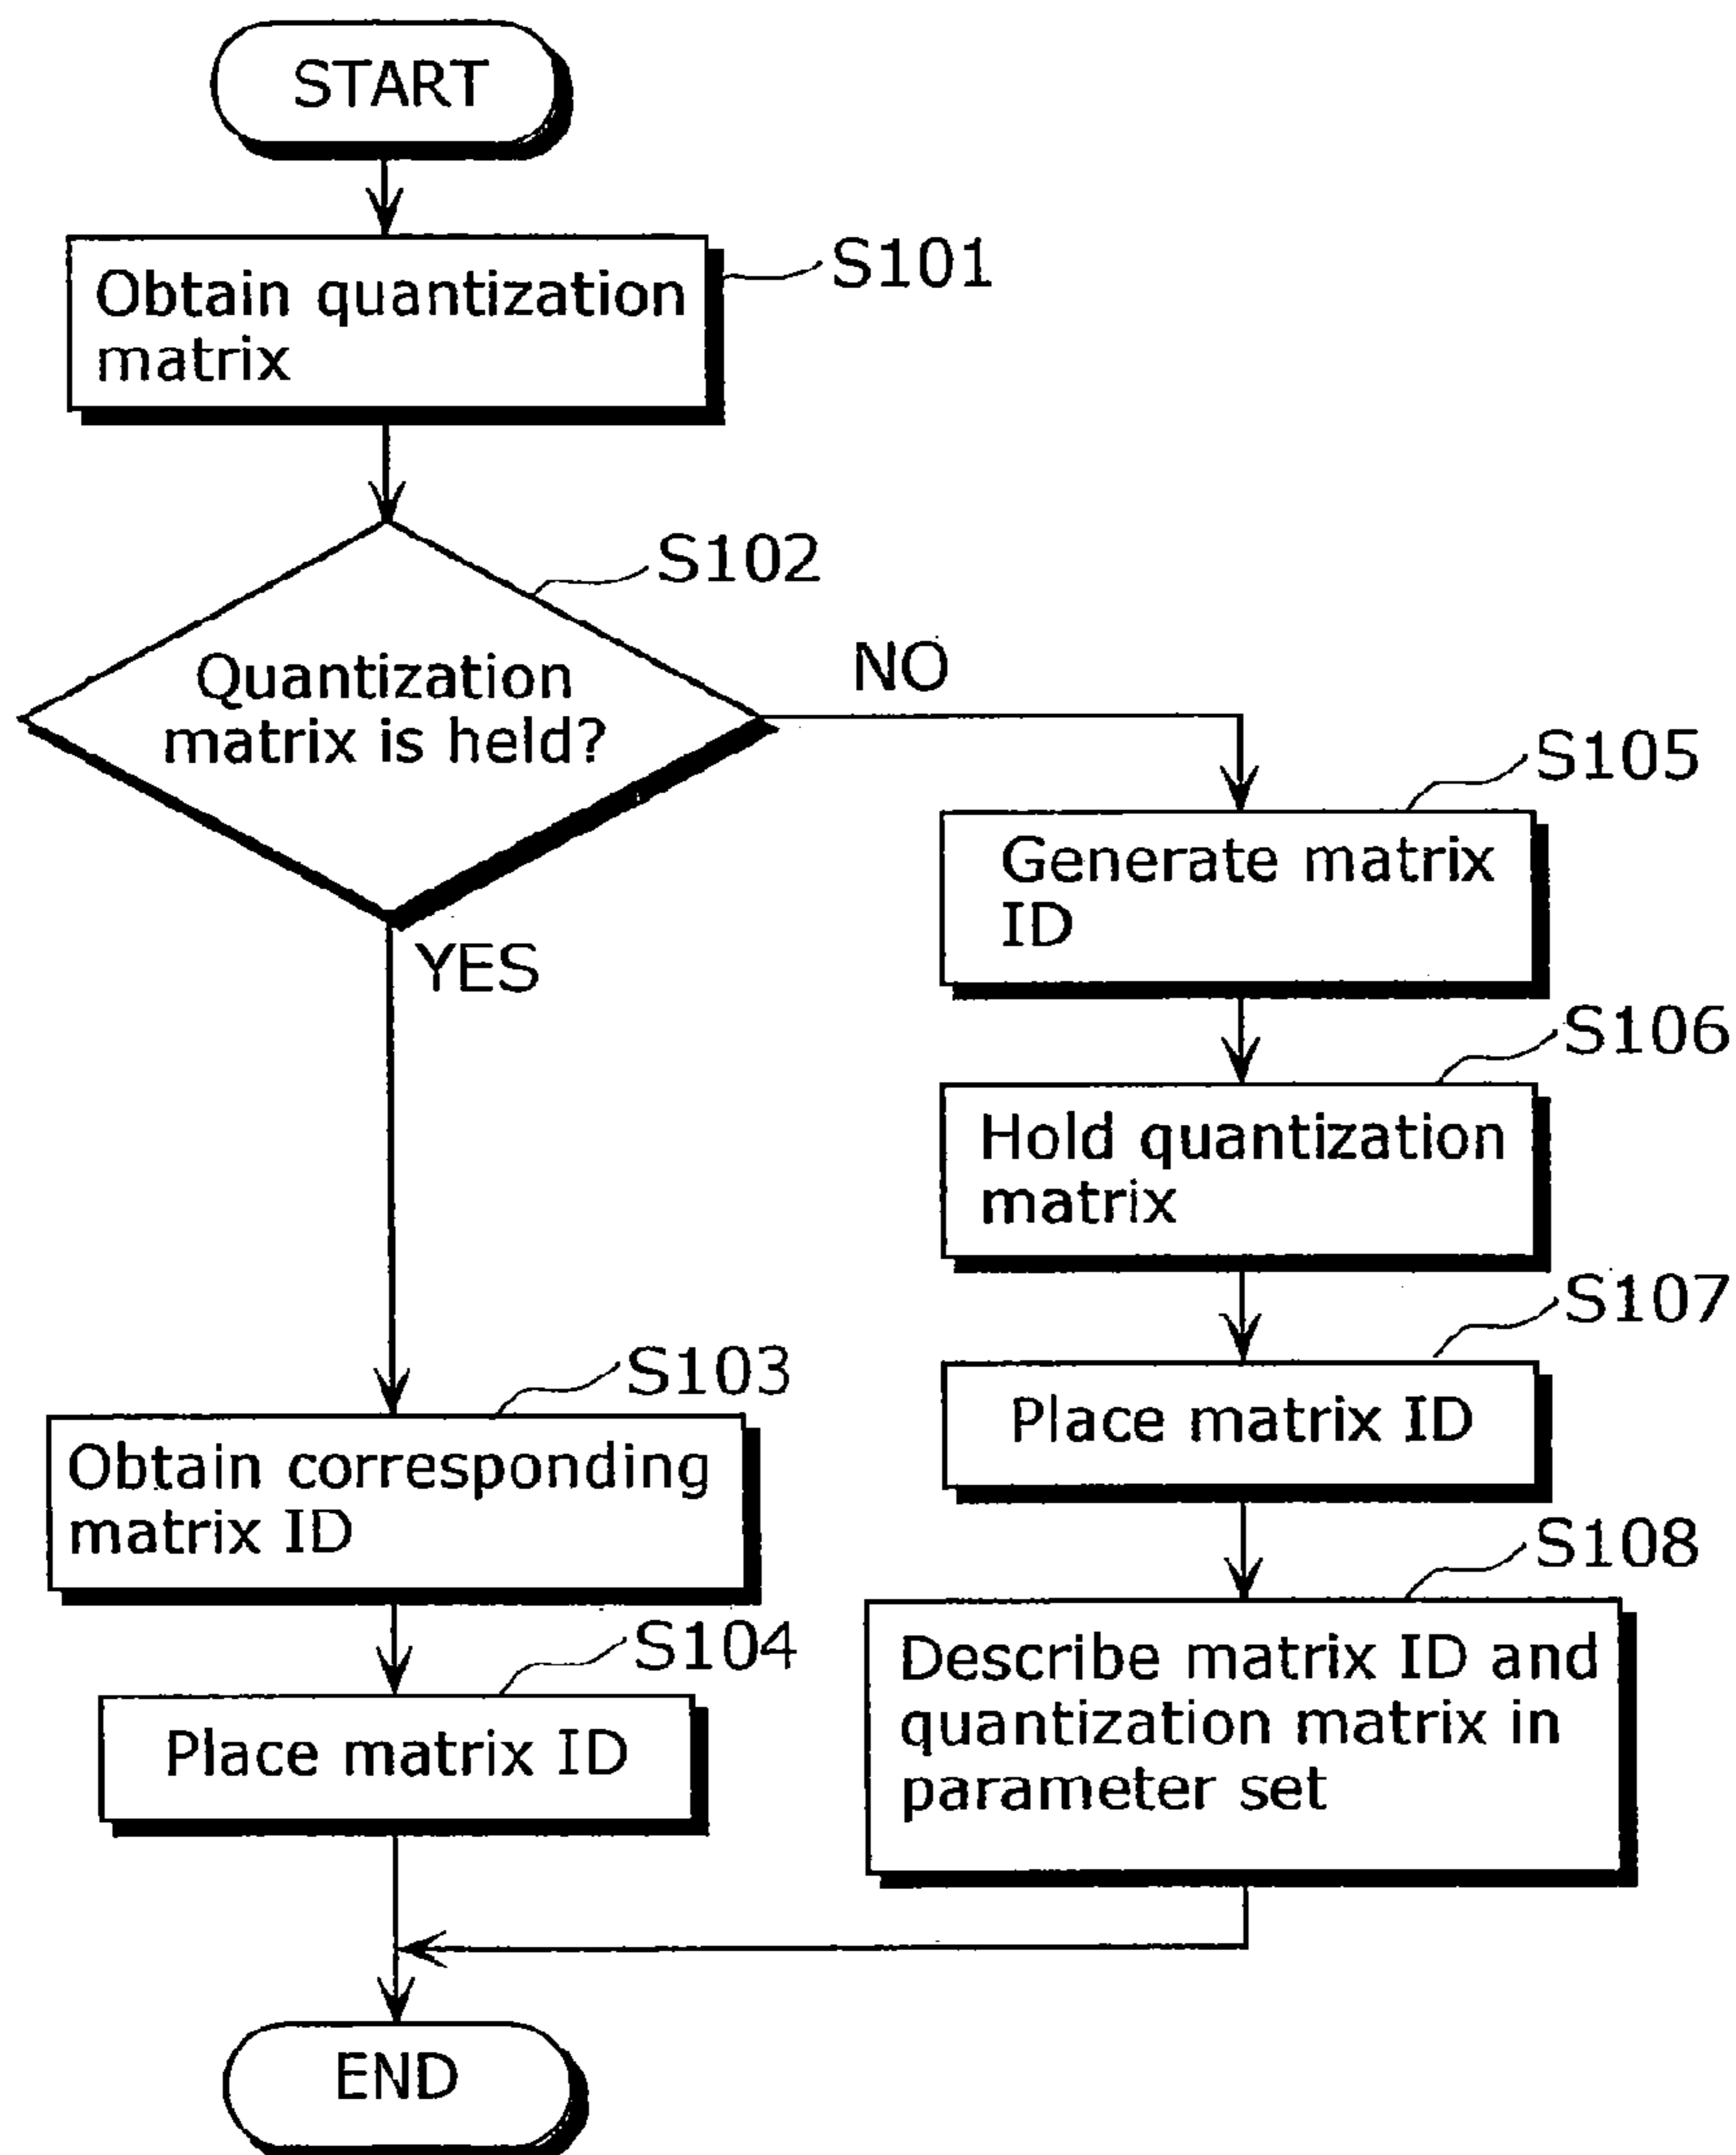 START
Obtain quantization
matrix
S101
S102
Quantization
matrix is held?
NO
YES
S105
Generate matrix
ID
S106
Hold quantization
matrix
S107
Place matrix ID
S103
Obtain corresponding
matrix ID
S108
Describe matrix ID and
quantization matrix in
parameter set
S104
Place matrix ID
END